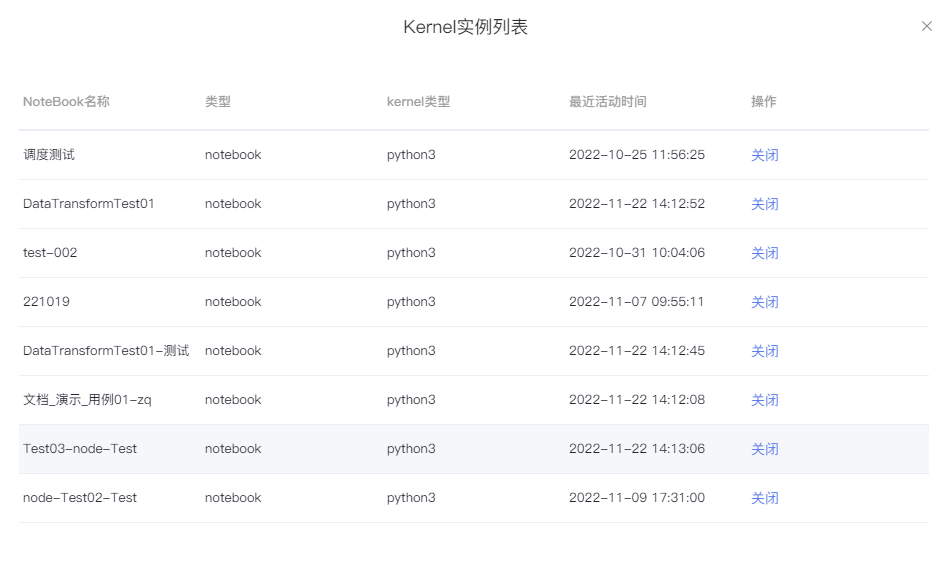 Kernel实例列表
NoteBook名称 类型 kernel类型 最近活动时间 操作
调度测试 notebook python3 2022-10-25 11:56:25 关闭
DataTransformTest01 notebook python3 2022-11-22 14:12:52 关闭
test-002 notebook python3 2022-10-31 10:04:06 关闭
221019 notebook python3 2022-11-07 09:55:11 关闭
DataTransformTest01-测试 notebook python3 2022-11-22 14:12:45 关闭
文档_演示_用例01-zq notebook python3 2022-11-22 14:12:08 关闭
Test03-node-Test notebook python3 2022-11-22 14:13:06 关闭
node-Test02-Test notebook python3 2022-11-09 17:31:00 关闭